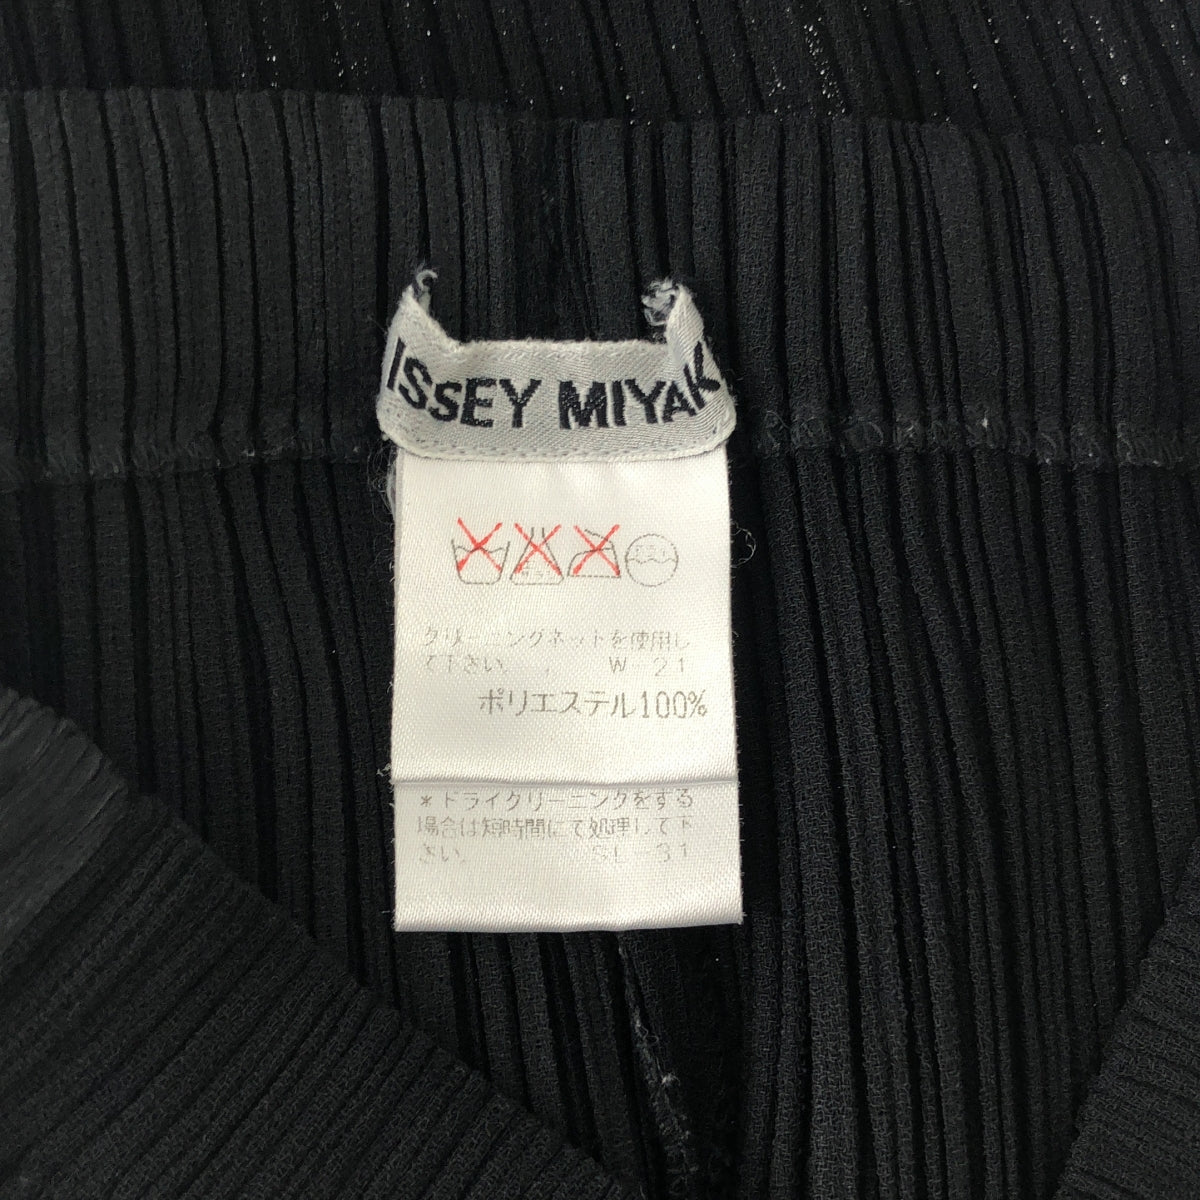 ISSEY MIYAK
クリーニングネットを使用し
て下さい。 W-21
ポリエステル100%
*ドライクリーニングをする
場合は短時間にて処理して下
さい。 SL-31